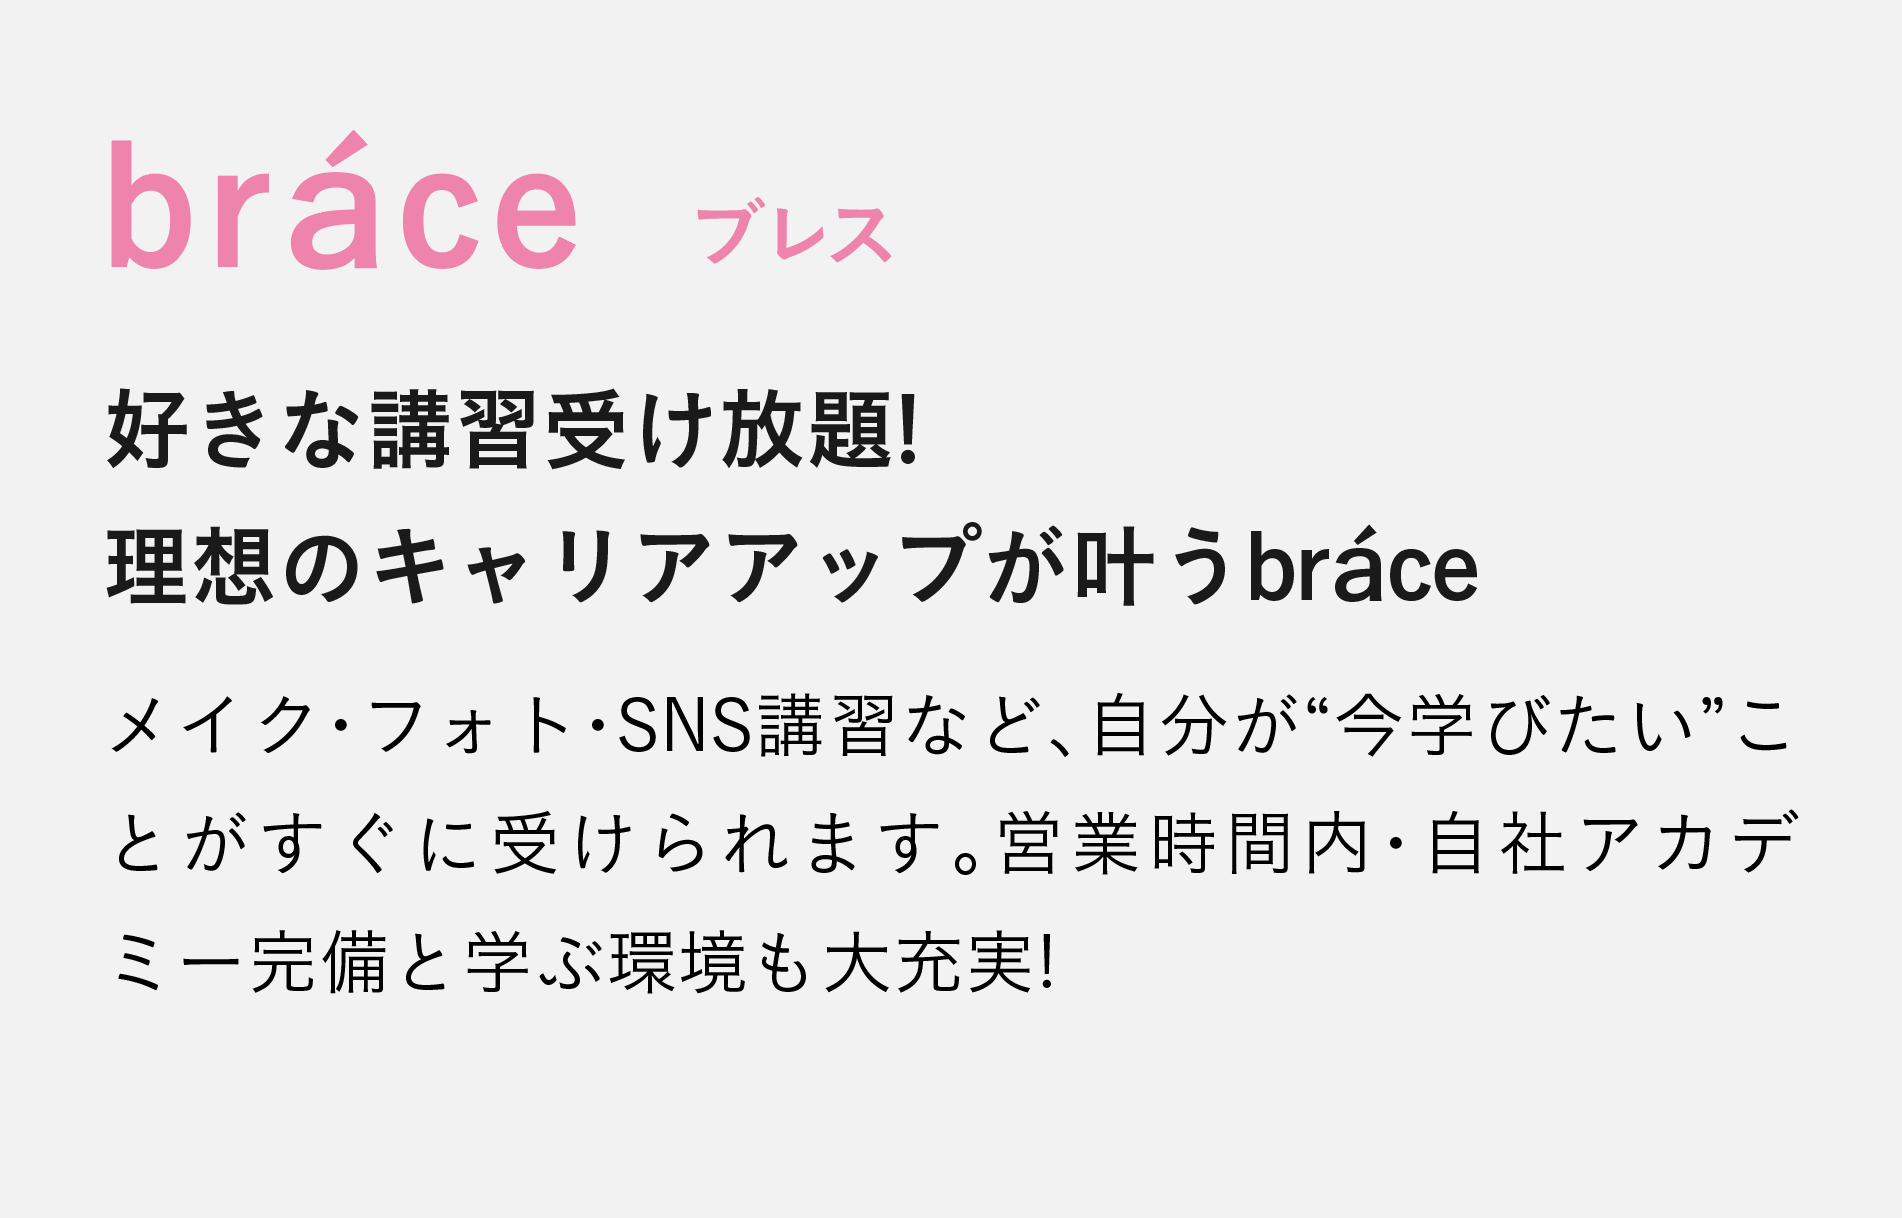 bráce ブレス
好きな講習受け放題!
理想のキャリアアップが叶うbráce
メイク・フォト・SNS講習など、自分が“今学びたい”こ
とがすぐに受けられます。営業時間内・自社アカデ
ミー完備と学ぶ環境も大充実!